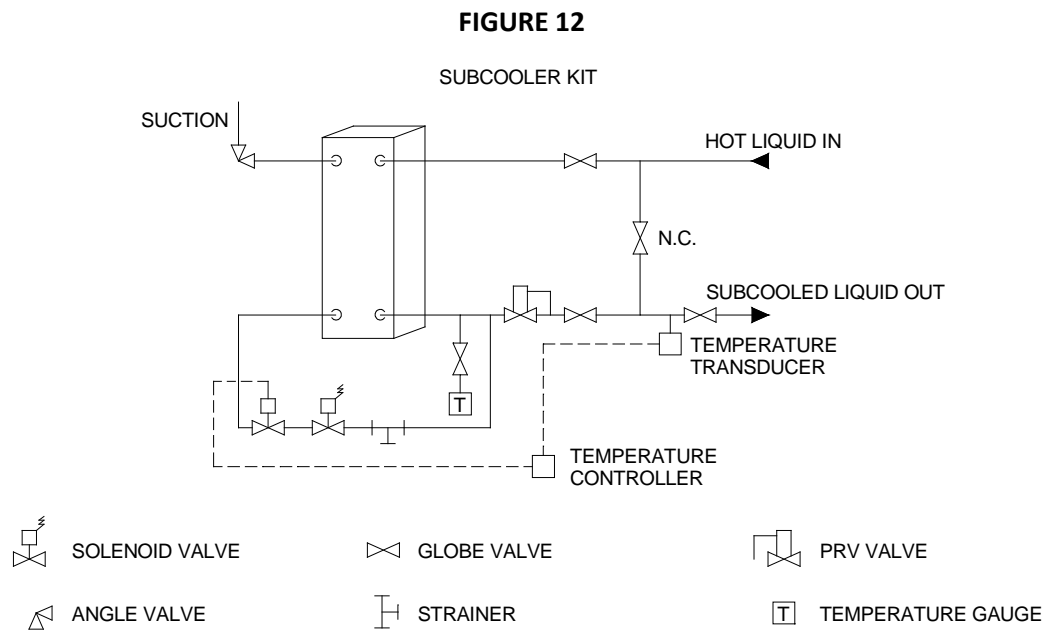 FIGURE 12
SUBCOOLER KIT
SUCTION
HOT LIQUID IN
N.C.
SUBCOOLED LIQUID OUT
TEMPERATURE
TRANSDUCER
T
TEMPERATURE
CONTROLLER
SOLENOID VALVE
GLOBE VALVE
PRV VALVE
ANGLE VALVE
STRAINER
T
TEMPERATURE GAUGE